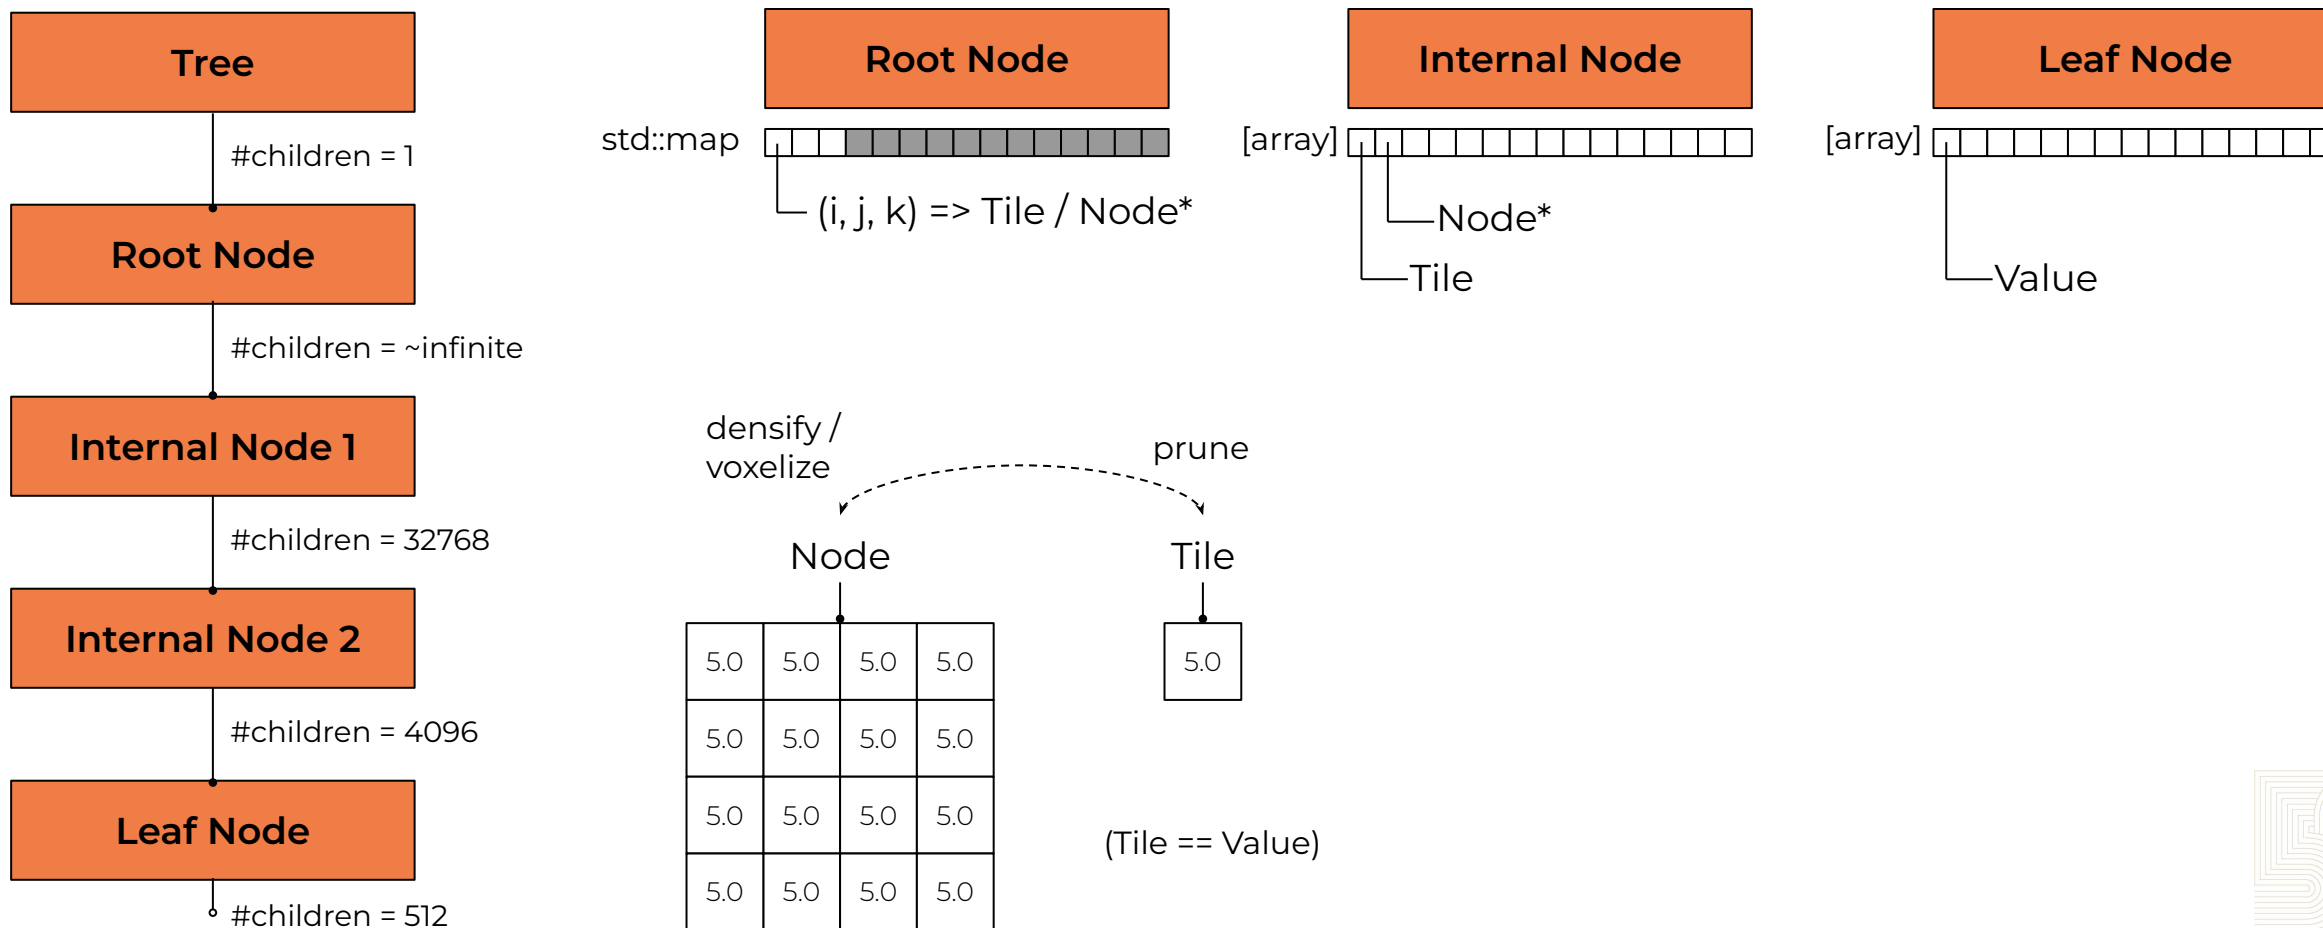 Tree
#children = 1
Root Node
#children = ~infinite
Internal Node 1
#children = 32768
Internal Node 2
#children = 4096
Leaf Node
#children = 512
Root Node
std::map
(i, j, k) => Tile / Node*
Internal Node
[array]
Node*
Tile
Leaf Node
[array]
Value
densify /
voxelize
prune
Node
Tile
5.0 5.0 5.0 5.0
5.0 5.0 5.0 5.0
5.0 5.0 5.0 5.0
5.0 5.0 5.0 5.0
5.0
(Tile == Value)